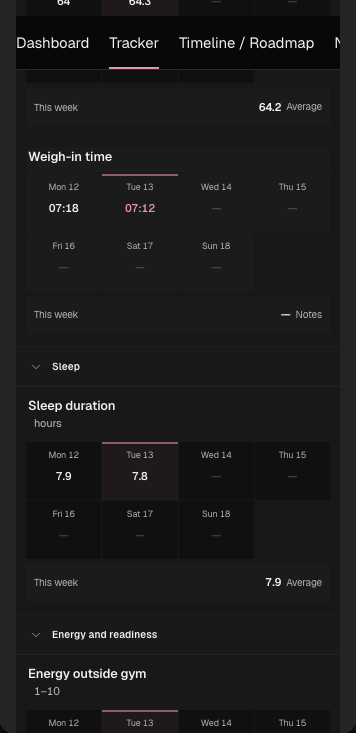 64 64.3
Dashboard Tracker Timeline / Roadmap
This week 64.2 Average
Weigh-in time
Mon 12 Tue 13 Wed 14 Thu 15
07:18 07:12 — —
Fri 16 Sat 17 Sun 18
— — —
This week — Notes
Sleep
Sleep duration
hours
Mon 12 Tue 13 Wed 14 Thu 15
7.9 7.8 — —
Fri 16 Sat 17 Sun 18
— — —
This week 7.9 Average
Energy and readiness
Energy outside gym
1–10
Mon 12 Tue 13 Wed 14 Thu 15